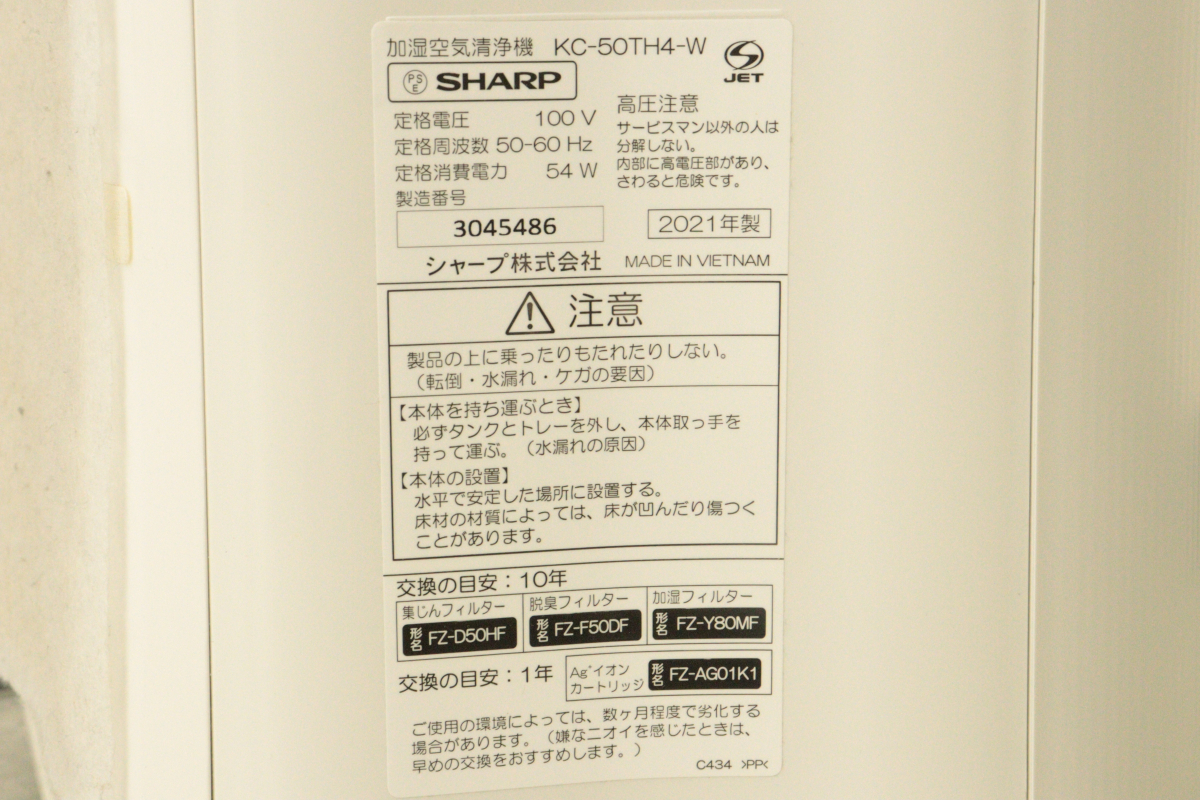 加湿空気清浄機 KC-50TH4-W
PS
E
SHARP
JET
定格電圧 100 V
定格周波数 50-60 Hz
定格消費電力 54 W
製造番号
3045486
高圧注意
サービスマン以外の人は
分解しない。
内部に高電圧部があり、
さわると危険です。
2021年製
シャープ株式会社 MADE IN VIETNAM
注意
製品の上に乗ったりもたれたりしない。
（転倒・水漏れ・ケガの要因）
【本体を持ち運ぶとき】
必ずタンクとトレーを外し、本体取っ手を
持って運ぶ。（水漏れの原因）
【本体の設置】
水平で安定した場所に設置する。
床材の材質によっては、床が凹んだり傷つく
ことがあります。
交換の目安：10年
集じんフィルター
形名 FZ-D50HF
脱臭フィルター
形名 FZ-F50DF
加湿フィルター
形名 FZ-Y80MF
交換の目安：1年
Ag⁺イオン
カートリッジ
形名 FZ-AG01K1
ご使用の環境によっては、数ヶ月程度で劣化する
場合があります。（嫌なニオイを感じたときは、
早めの交換をおすすめします。）
C434 >PP<